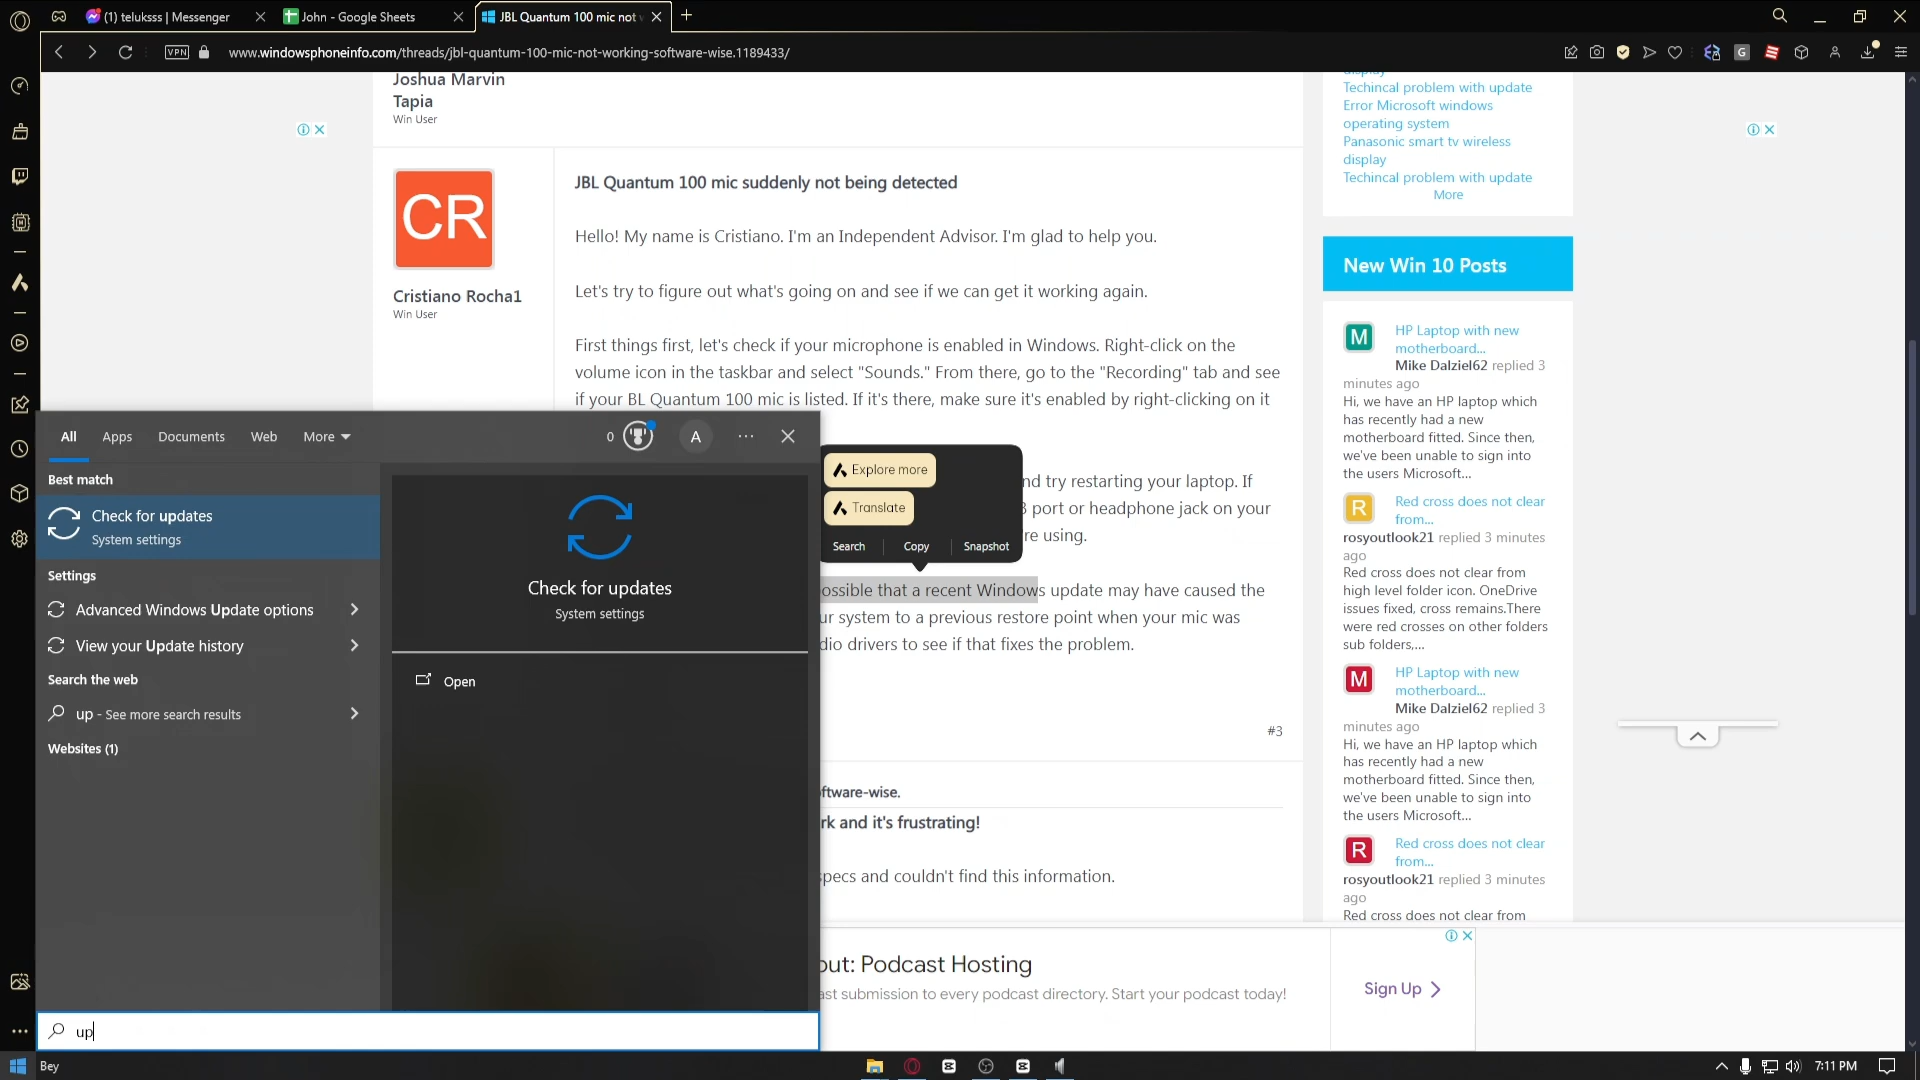 (1) teluksss | Messenger
John - Google Sheets
JBL Quantum 100 mic not
VPN
www.windowsphoneinfo.com/threads/jbl-quantum-100-mic-not-working-software-wise.1189433/
Joshua Marvin
Tapia
Win User
CR
Cristiano Rocha1
Win User
JBL Quantum 100 mic suddenly not being detected
Hello! My name is Cristiano. I'm an Independent Advisor. I'm glad to help you.
Let's try to figure out what's going on and see if we can get it working again.
First things first, let's check if your microphone is enabled in Windows. Right-click on the
volume icon in the taskbar and select "Sounds." From there, go to the "Recording" tab and see
if your BL Quantum 100 mic is listed. If it's there, make sure it's enabled by right-clicking on it
nd try restarting your laptop. If
port or headphone jack on your
re using.
ossible that a recent Windows update may have caused the
ur system to a previous restore point when your mic was
dio drivers to see if that fixes the problem.
#3
ftware-wise.
rk and it's frustrating!
specs and couldn't find this information.
Explore more
Translate
Search
Copy
Snapshot
All
Apps
Documents
Web
More
0
A
Best match
Check for updates
System settings
Settings
Advanced Windows Update options
View your Update history
Search the web
up - See more search results
Websites (1)
Check for updates
System settings
Open
up
display
Techincal problem with update
Error Microsoft windows
operating system
Panasonic smart tv wireless
display
Techincal problem with update
More
New Win 10 Posts
M
HP Laptop with new
motherboard...
Mike Dalziel62 replied 3
minutes ago
Hi, we have an HP laptop which
has recently had a new
motherboard fitted. Since then,
we've been unable to sign into
the users Microsoft...
R
Red cross does not clear
from...
rosyoutlook21 replied 3 minutes
ago
Red cross does not clear from
high level folder icon. OneDrive
issues fixed, cross remains.There
were red crosses on other folders
sub folders,...
M
HP Laptop with new
motherboard...
Mike Dalziel62 replied 3
minutes ago
Hi, we have an HP laptop which
has recently had a new
motherboard fitted. Since then,
we've been unable to sign into
the users Microsoft...
R
Red cross does not clear
from...
rosyoutlook21 replied 3 minutes
ago
Red cross does not clear from
out: Podcast Hosting
ast submission to every podcast directory. Start your podcast today!
Sign Up
Bey
7:11 PM